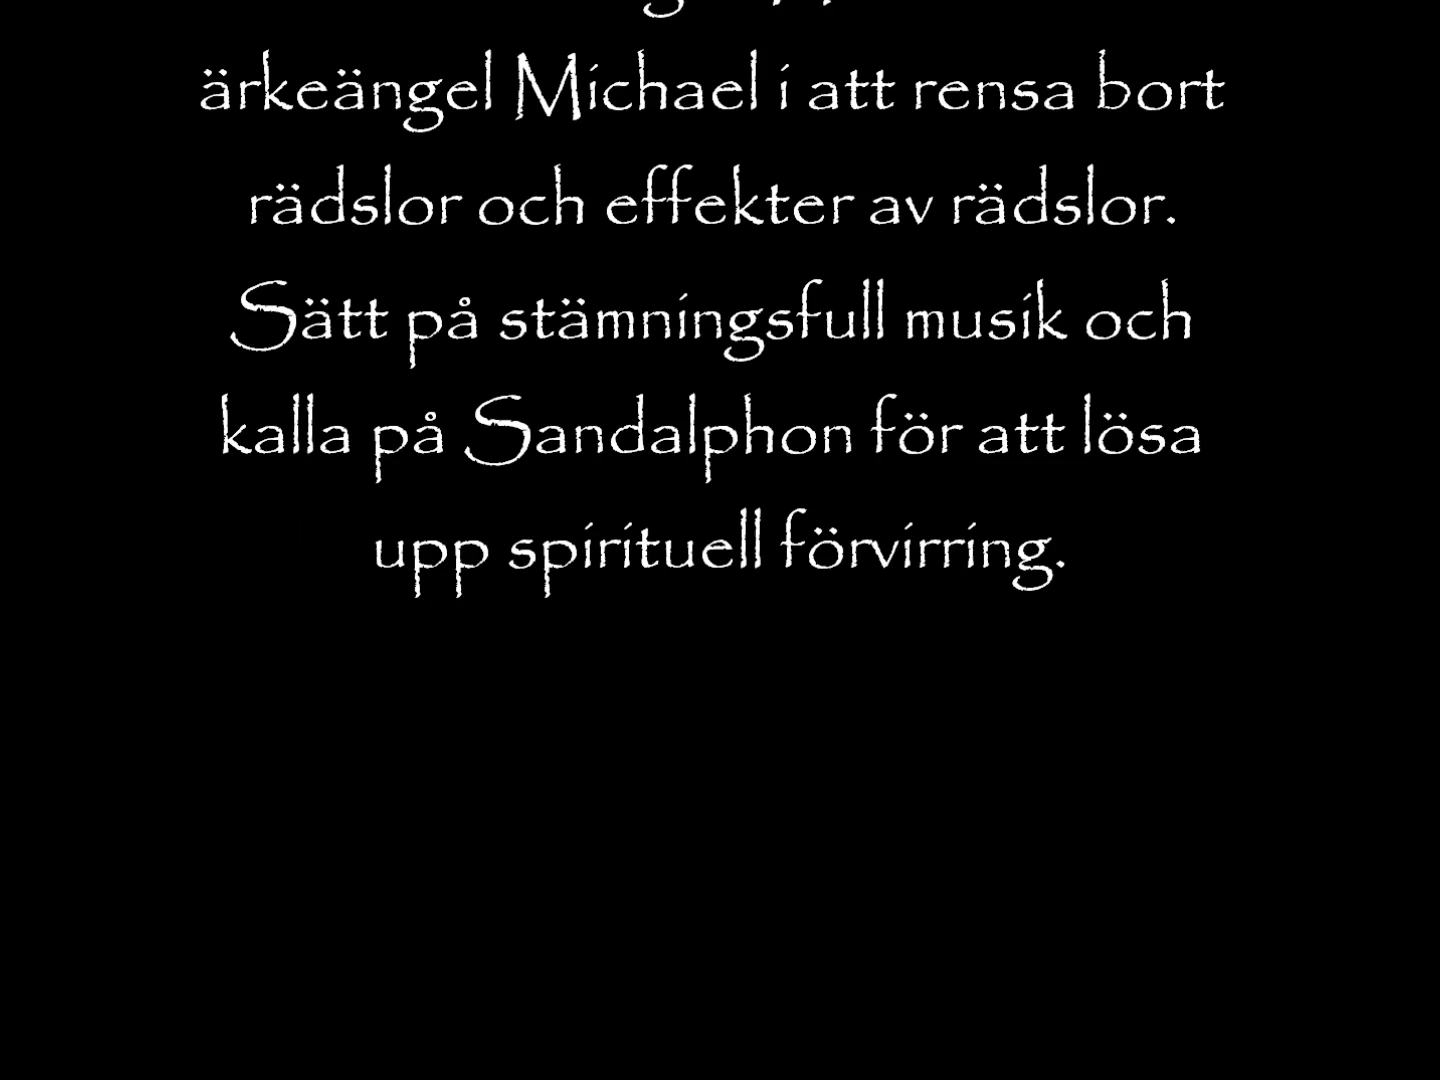 ärkeängel Michael i att rensa bort
rädslor och effekter av rädslor.
Sätt på stämningsfull musik och
kalla på Sandalphon för att lösa
upp spirituell förvirring.